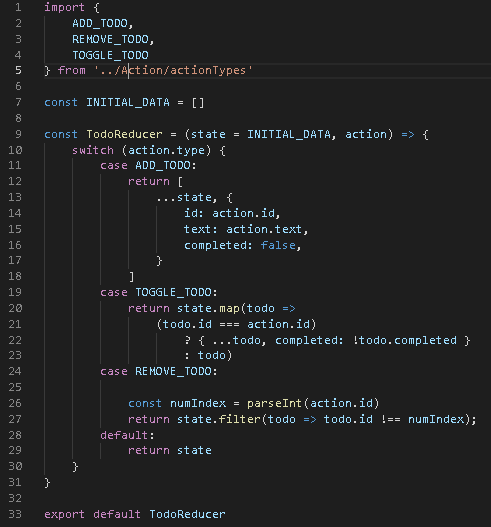 1 import {
2     ADD_TODO,
3     REMOVE_TODO,
4     TOGGLE_TODO
5 } from '../Action/actionTypes'
6
7 const INITIAL_DATA = []
8
9 const TodoReducer = (state = INITIAL_DATA, action) => {
10     switch (action.type) {
11         case ADD_TODO:
12             return [
13                 ...state, {
14                     id: action.id,
15                     text: action.text,
16                     completed: false,
17                 }
18             ]
19         case TOGGLE_TODO:
20             return state.map(todo =>
21                 (todo.id === action.id)
22                     ? { ...todo, completed: !todo.completed }
23                     : todo)
24         case REMOVE_TODO:
25
26             const numIndex = parseInt(action.id)
27             return state.filter(todo => todo.id !== numIndex);
28         default:
29             return state
30     }
31 }
32
33 export default TodoReducer